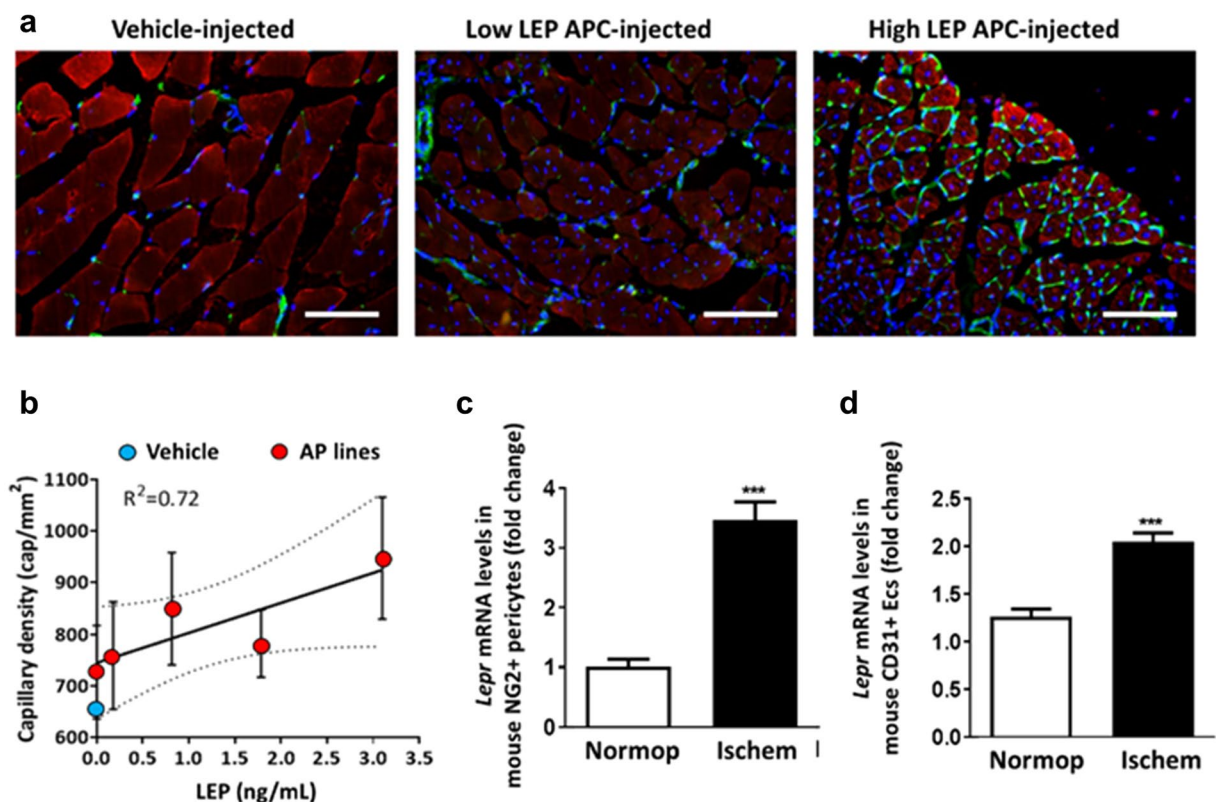 a
Vehicle-injected Low LEP APC-injected High LEP APC-injected
b
Vehicle AP lines
R²=0.72
Capillary density (cap/mm²)
1100
1000
900
800
700
600
0.0 0.5 1.0 1.5 2.0 2.5 3.0 3.5
LEP (ng/mL)
c
Lepr mRNA levels in
mouse NG2+ pericytes (fold change)
4
3
2
1
0
***
Normop Ischem
d
Lepr mRNA levels in
mouse CD31+ Ecs (fold change)
2.5
2.0
1.5
1.0
0.5
0.0
***
Normop Ischem